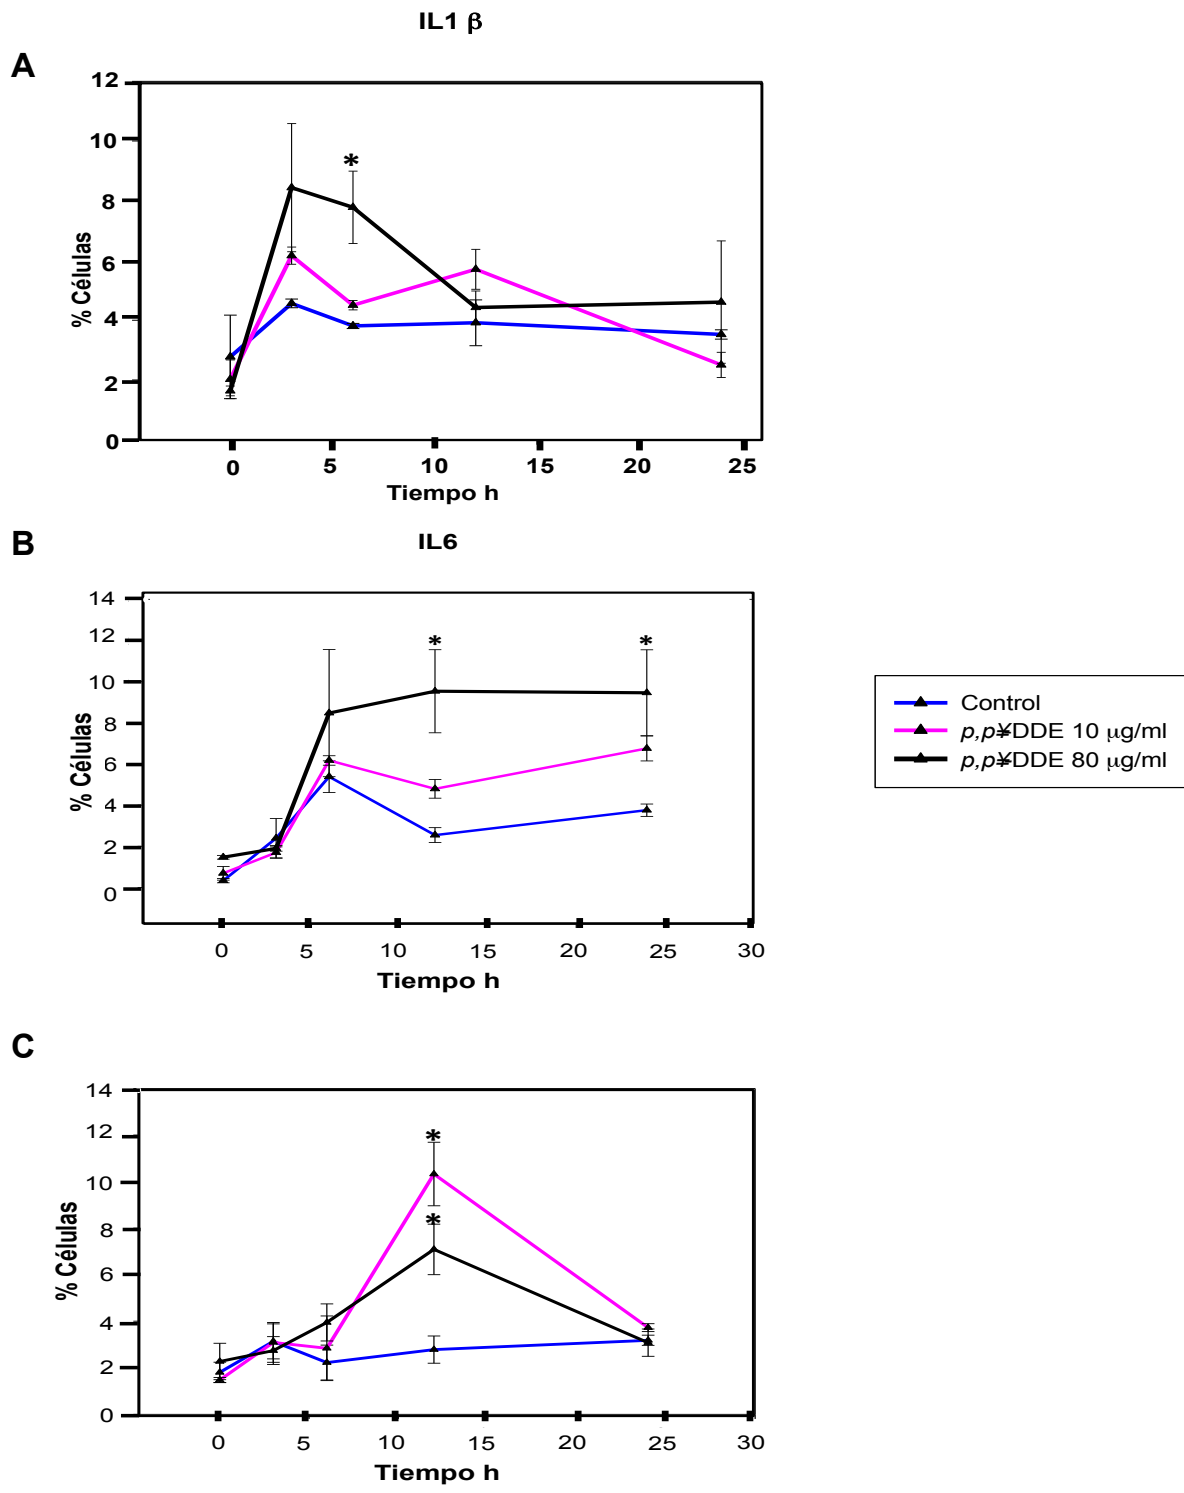 IL1 β
A
12
10
8
6
4
2
0
% Células
*
0 5 10 15 20 25
Tiempo h
B
IL6
14
12
10
8
6
4
2
0
% Células
* *
0 5 10 15 20 25 30
Tiempo h
Control
p,p¥DDE 10 µg/ml
p,p¥DDE 80 µg/ml
C
14
12
10
8
6
4
2
0
% Células
*
*
0 5 10 15 20 25 30
Tiempo h